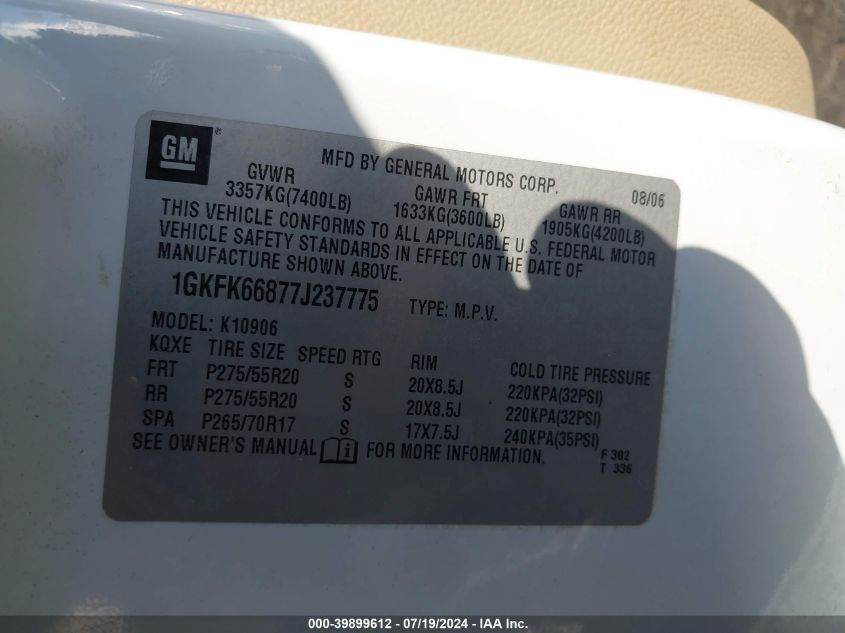 GM®
MFD BY GENERAL MOTORS CORP. 08/06
GVWR GAWR FRT GAWR RR
3357KG(7400LB) 1633KG(3600LB) 1905KG(4200LB)
THIS VEHICLE CONFORMS TO ALL APPLICABLE U.S. FEDERAL MOTOR
VEHICLE SAFETY STANDARDS IN EFFECT ON THE DATE OF
MANUFACTURE SHOWN ABOVE.
1GKFK66877J237775 TYPE: M.P.V.
MODEL: K10906
KQXE TIRE SIZE SPEED RTG RIM COLD TIRE PRESSURE
FRT P275/55R20 S 20X8.5J 220KPA(32PSI)
RR P275/55R20 S 20X8.5J 220KPA(32PSI)
SPA P265/70R17 S 17X7.5J 240KPA(35PSI)
SEE OWNER'S MANUAL i FOR MORE INFORMATION. F 302
T 336
000-39899612 - 07/19/2024 - IAA Inc.